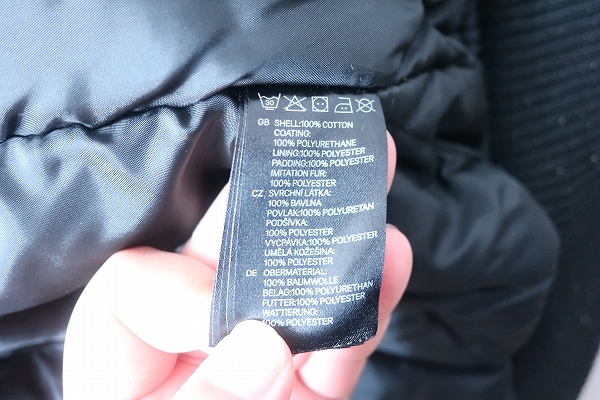 30
GB SHELL:100% COTTON
COATING:
100% POLYURETHANE
LINING:100% POLYESTER
PADDING:100% POLYESTER
IMITATION FUR:
100% POLYESTER
CZ SVRCHNÍ LÁTKA:
100% BAVLNA
POVLAK:100% POLYURETAN
PODŠÍVKA:
100% POLYESTER
VYCPÁVKA:100% POLYESTER
UMĚLÁ KOŽEŠINA:
100% POLYESTER
DE OBERMATERIAL:
100% BAUMWOLLE
BELAG:100% POLYURETHAN
FUTTER:100% POLYESTER
WATTIERUNG:
100% POLYESTER